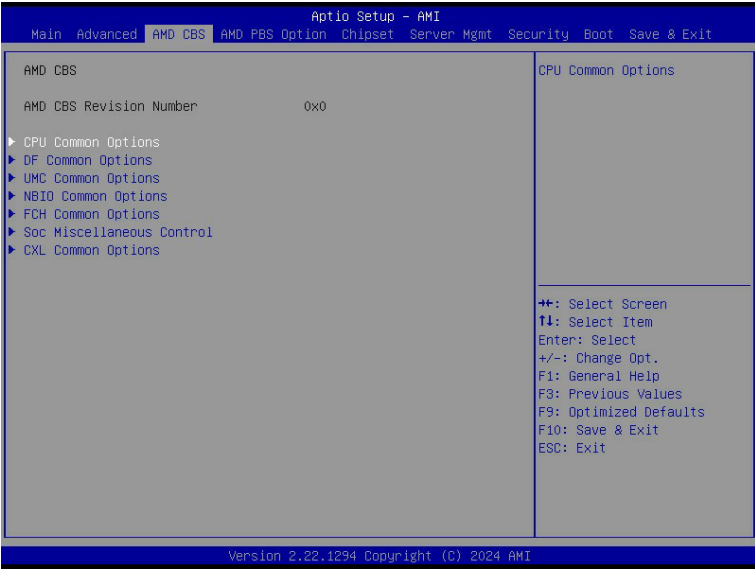 Aptio Setup - AMI
Main Advanced AMD CBS AMD PBS Option Chipset Server Mgmt Security Boot Save & Exit
AMD CBS
AMD CBS Revision Number 0x0
▶ CPU Common Options
▶ DF Common Options
▶ UMC Common Options
▶ NBIO Common Options
▶ FCH Common Options
▶ Soc Miscellaneous Control
▶ CXL Common Options
CPU Common Options
→←: Select Screen
↑↓: Select Item
Enter: Select
+/-: Change Opt.
F1: General Help
F3: Previous Values
F9: Optimized Defaults
F10: Save & Exit
ESC: Exit
Version 2.22.1294 Copyright (C) 2024 AMI